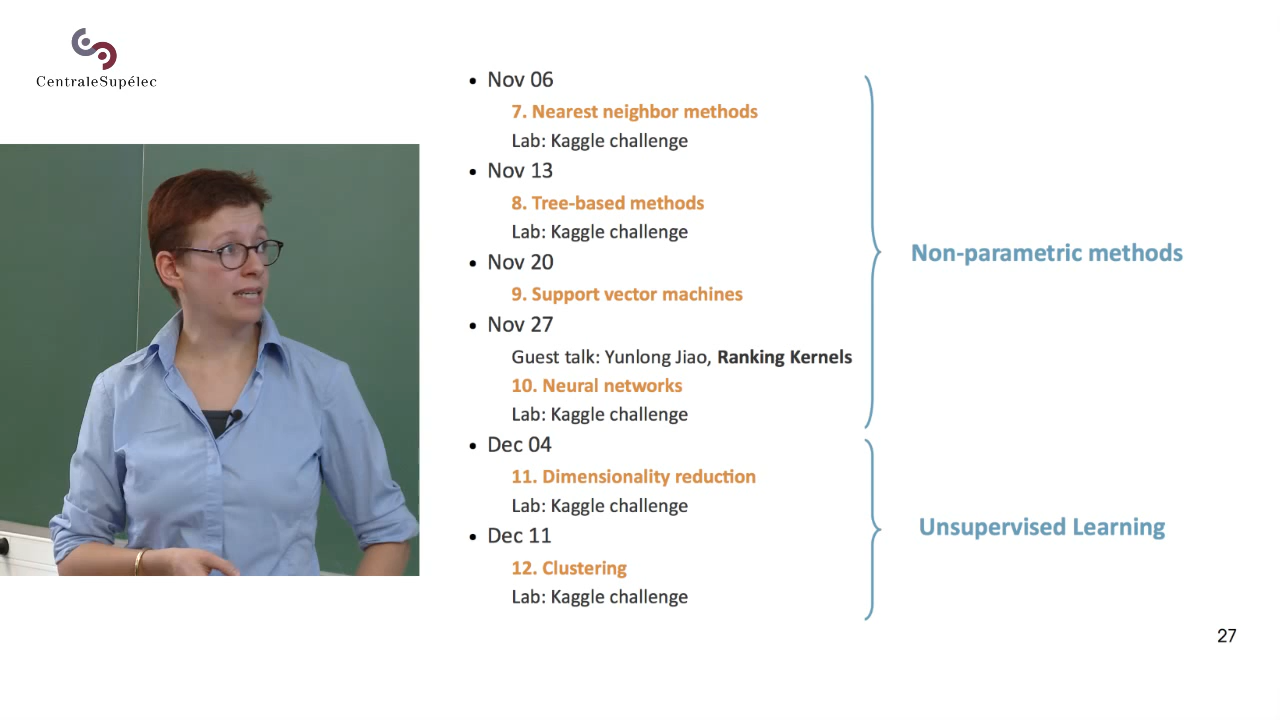 CentraleSupélec
• Nov 06
7. Nearest neighbor methods
Lab: Kaggle challenge
• Nov 13
8. Tree-based methods
Lab: Kaggle challenge
• Nov 20
9. Support vector machines
• Nov 27
Guest talk: Yunlong Jiao, Ranking Kernels
10. Neural networks
Lab: Kaggle challenge
• Dec 04
11. Dimensionality reduction
Lab: Kaggle challenge
• Dec 11
12. Clustering
Lab: Kaggle challenge
Non-parametric methods
Unsupervised Learning
27